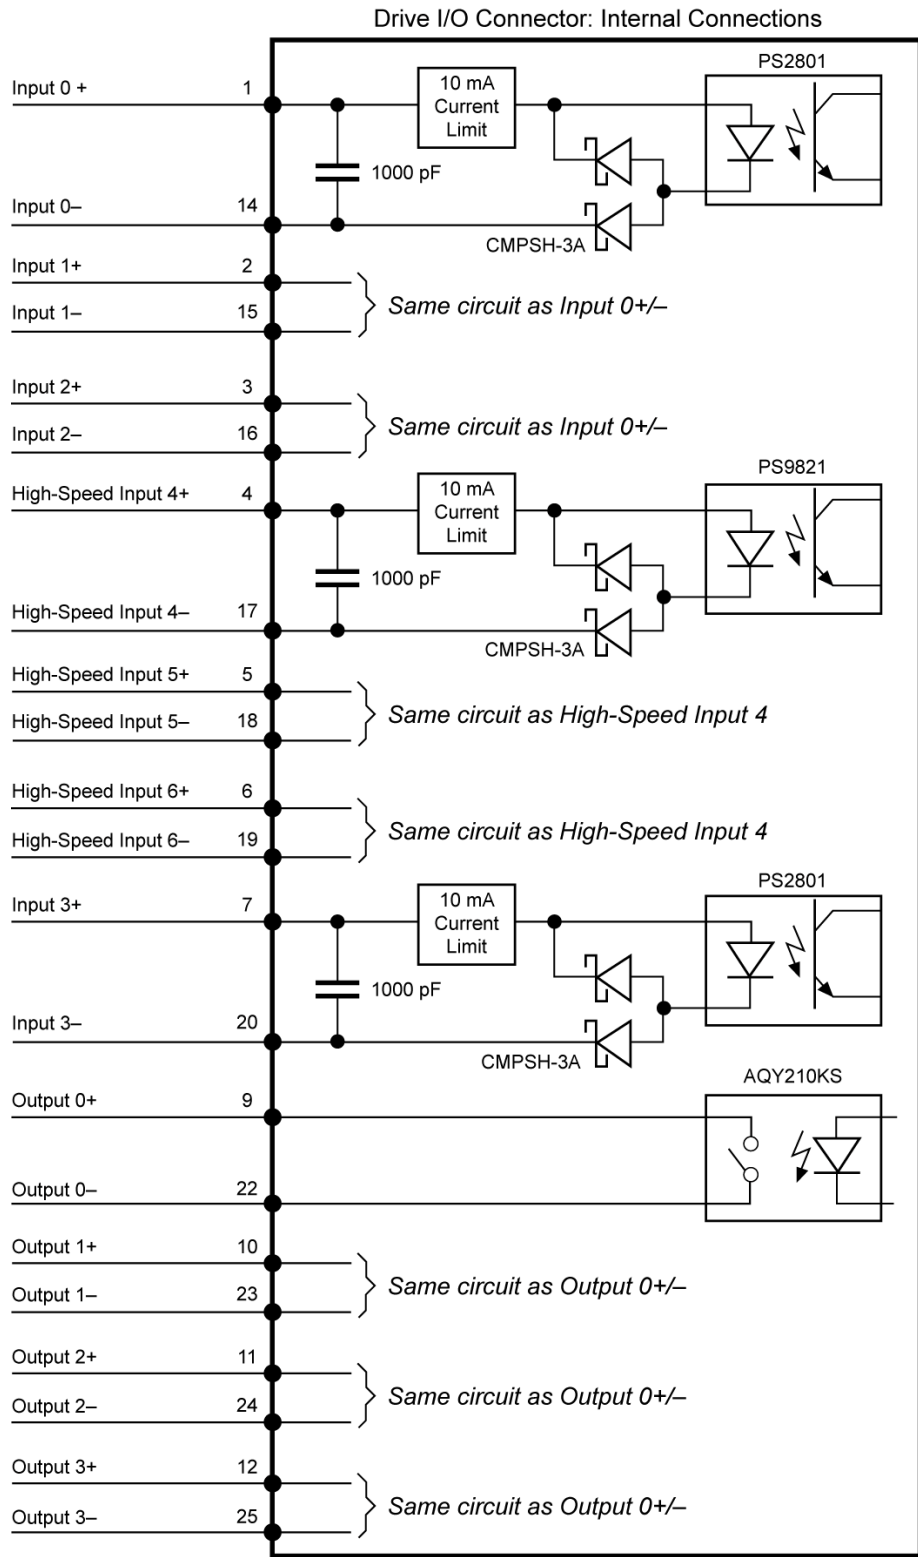 Drive I/O Connector: Internal Connections
Input 0 +
1
10 mA
Current
Limit
PS2801
1000 pF
Input 0–
14
CMPSH-3A
Input 1+
2
Same circuit as Input 0+/–
Input 1–
15
Input 2+
3
Same circuit as Input 0+/–
Input 2–
16
High-Speed Input 4+
4
10 mA
Current
Limit
PS9821
1000 pF
High-Speed Input 4–
17
CMPSH-3A
High-Speed Input 5+
5
Same circuit as High-Speed Input 4
High-Speed Input 5–
18
High-Speed Input 6+
6
Same circuit as High-Speed Input 4
High-Speed Input 6–
19
Input 3+
7
10 mA
Current
Limit
PS2801
1000 pF
Input 3–
20
CMPSH-3A
Output 0+
9
AQY210KS
Output 0–
22
Output 1+
10
Same circuit as Output 0+/–
Output 1–
23
Output 2+
11
Same circuit as Output 0+/–
Output 2–
24
Output 3+
12
Same circuit as Output 0+/–
Output 3–
25